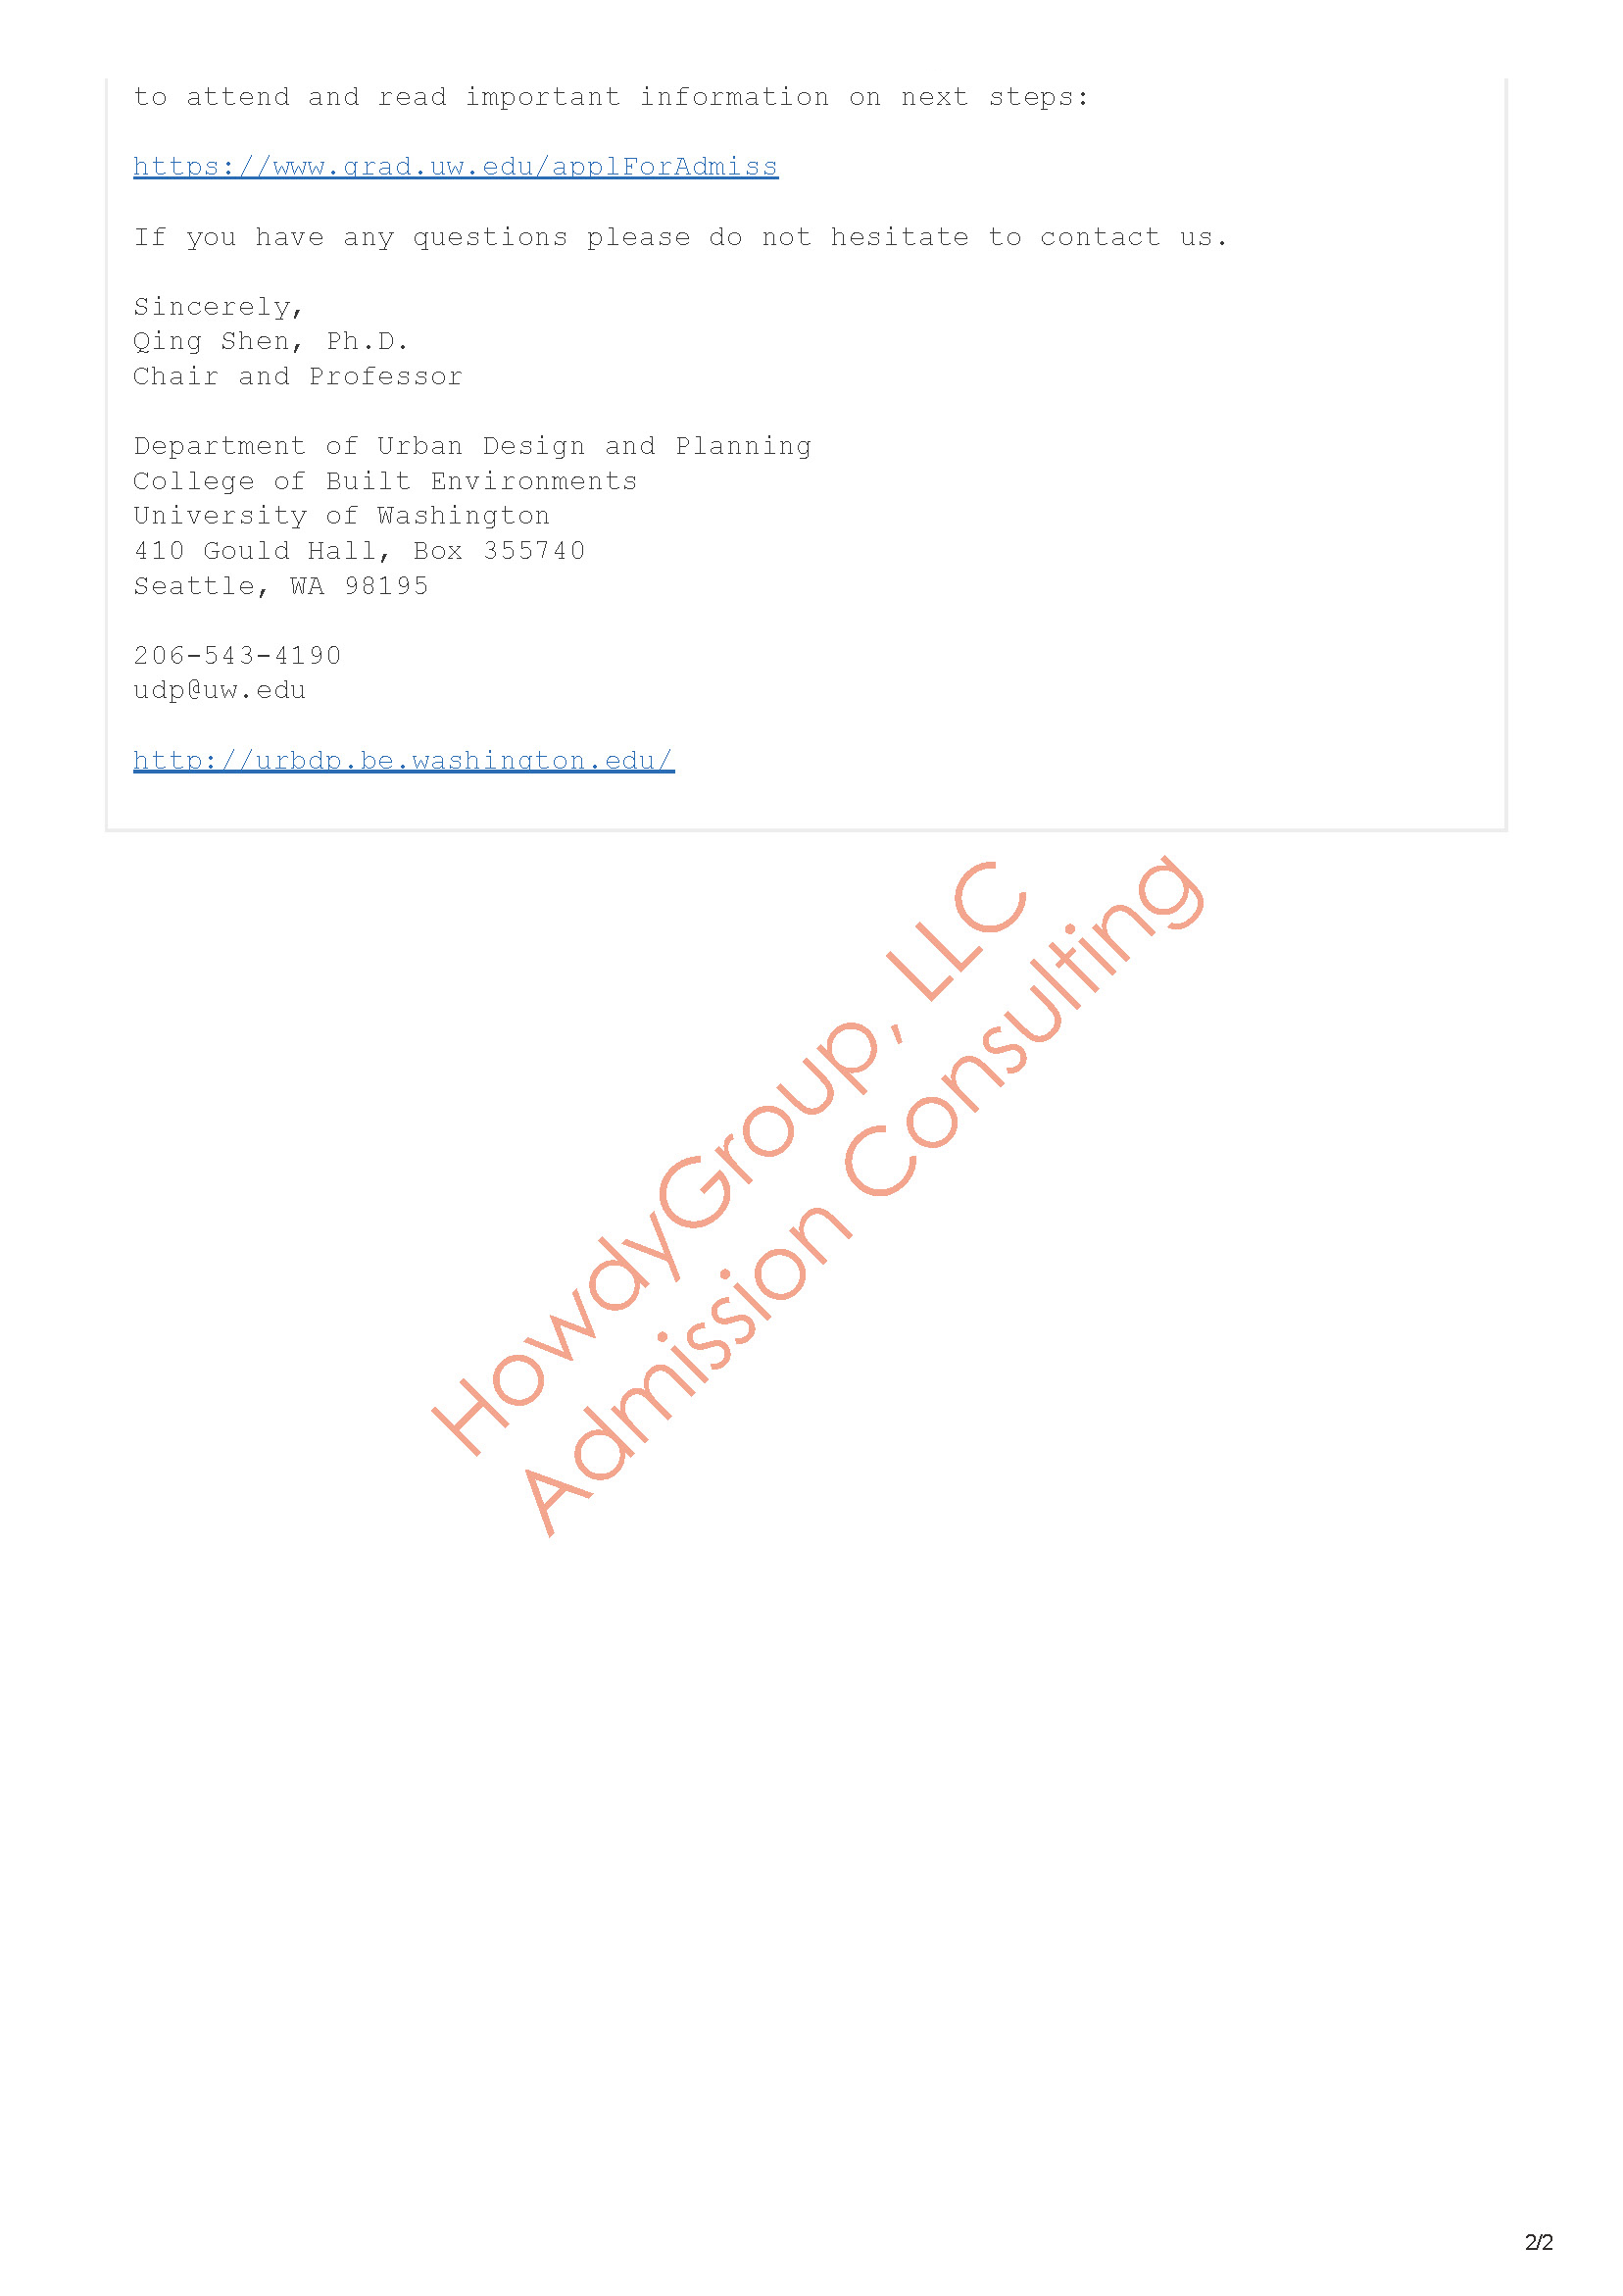 to attend and read important information on next steps:
https://www.grad.uw.edu/applForAdmiss
If you have any questions please do not hesitate to contact us.
Sincerely,
Qing Shen, Ph.D.
Chair and Professor
Department of Urban Design and Planning
College of Built Environments
University of Washington
410 Gould Hall, Box 355740
Seattle, WA 98195
206-543-4190
udp@uw.edu
http://urbdp.be.washington.edu/
HowdyGroup, LLC
Admission Consulting
2/2